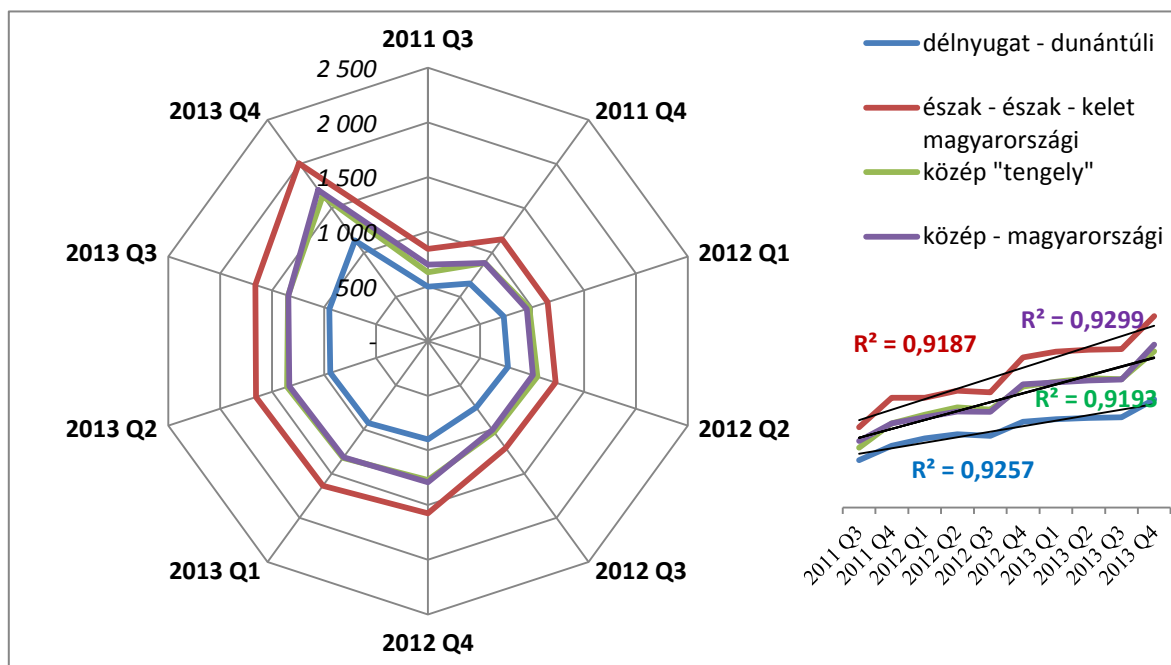 2011 Q3
2011 Q4
2012 Q1
2012 Q2
2012 Q3
2012 Q4
2013 Q1
2013 Q2
2013 Q3
2013 Q4
2 500
2 000
1 500
1 000
500
-
délnyugat - dunántúli
észak - észak - kelet
magyarországi
közép "tengely"
közép - magyarországi
R² = 0,9187
R² = 0,9299
R² = 0,9193
R² = 0,9257
2011 Q3
2011 Q4
2012 Q1
2012 Q2
2012 Q3
2012 Q4
2013 Q1
2013 Q2
2013 Q3
2013 Q4